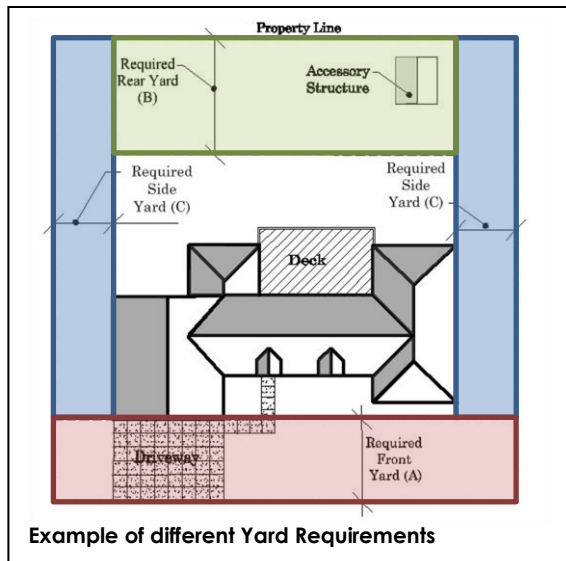 Property Line
Required
Rear Yard
(B)
Accessory
Structure
Required
Side
Yard (C)
Required
Side
Yard (C)
Deck
Required
Front
Yard (A)
Driveway
Example of different Yard Requirements